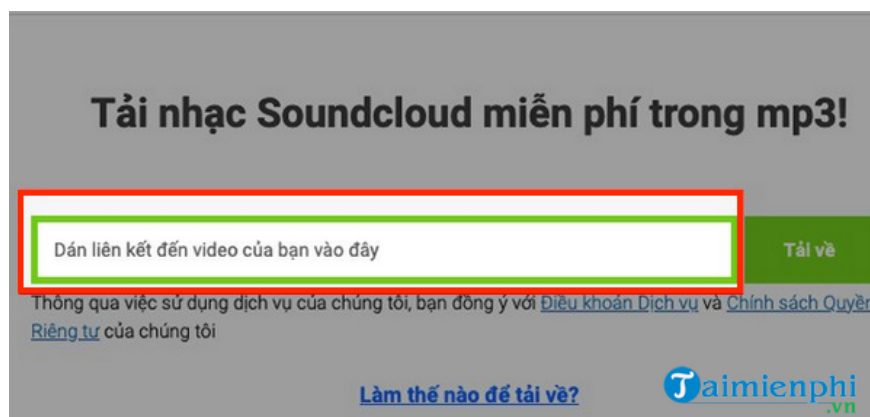 Tải nhạc Soundcloud miễn phí trong mp3!
Dán liên kết đến video của bạn vào đây
Tải về
Thông qua việc sử dụng dịch vụ của chúng tôi, bạn đồng ý với Điều khoản Dịch vụ và Chính sách Quyền
Riêng tư của chúng tôi
Làm thế nào để tải về?
Taimienphi
.vn